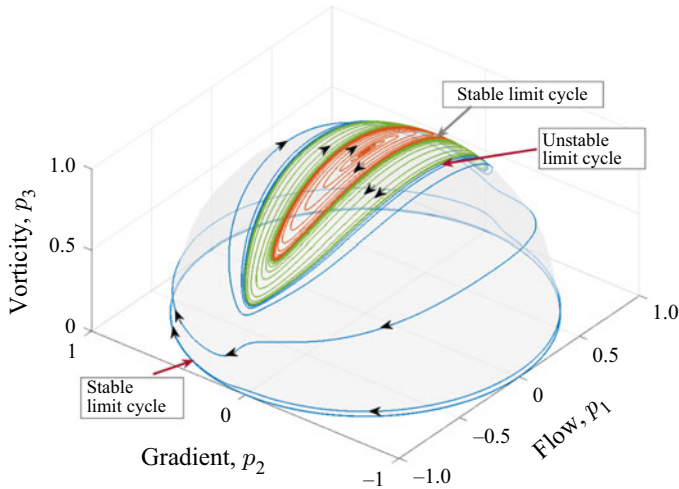 Stable limit cycle
Unstable
limit cycle
1.0
0.5
0
Vorticity, p3
1
0
–1
Gradient, p2
Stable
limit cycle
–1.0
–0.5
0
0.5
1.0
Flow, p1